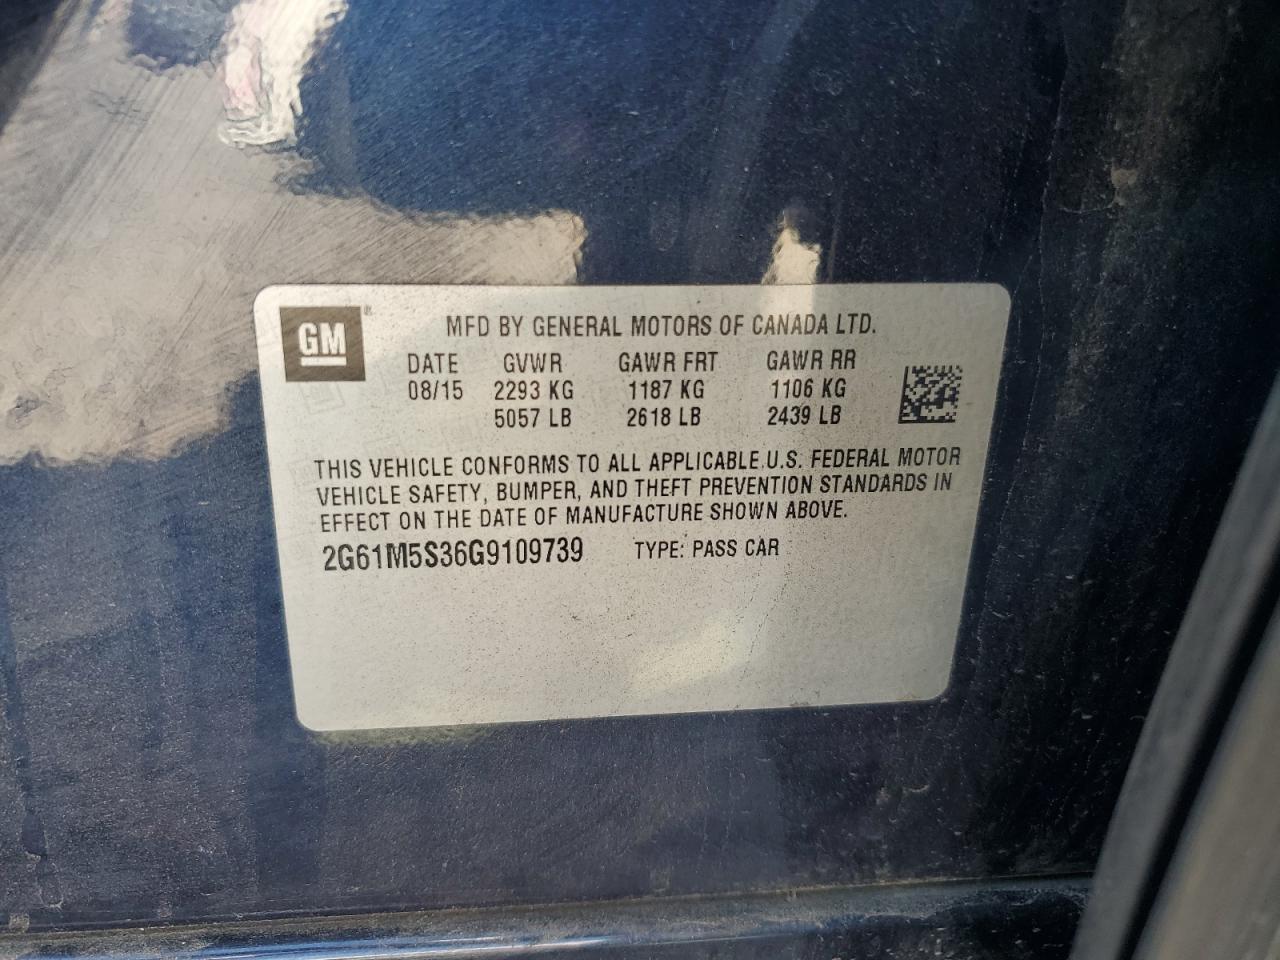 GM ®
MFD BY GENERAL MOTORS OF CANADA LTD.
DATE GVWR GAWR FRT GAWR RR
08/15 2293 KG 1187 KG 1106 KG
5057 LB 2618 LB 2439 LB
THIS VEHICLE CONFORMS TO ALL APPLICABLE U.S. FEDERAL MOTOR
VEHICLE SAFETY, BUMPER, AND THEFT PREVENTION STANDARDS IN
EFFECT ON THE DATE OF MANUFACTURE SHOWN ABOVE.
2G61M5S36G9109739 TYPE: PASS CAR